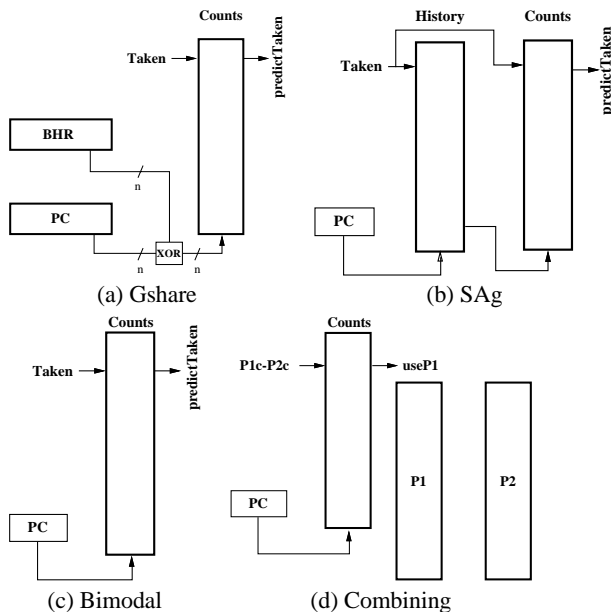 Counts
Taken
predictTaken
BHR
n
PC
n
XOR
n
(a) Gshare
History
Counts
Taken
predictTaken
PC
(b) SAg
Counts
Taken
predictTaken
PC
(c) Bimodal
Counts
P1c-P2c
useP1
P1
P2
PC
(d) Combining